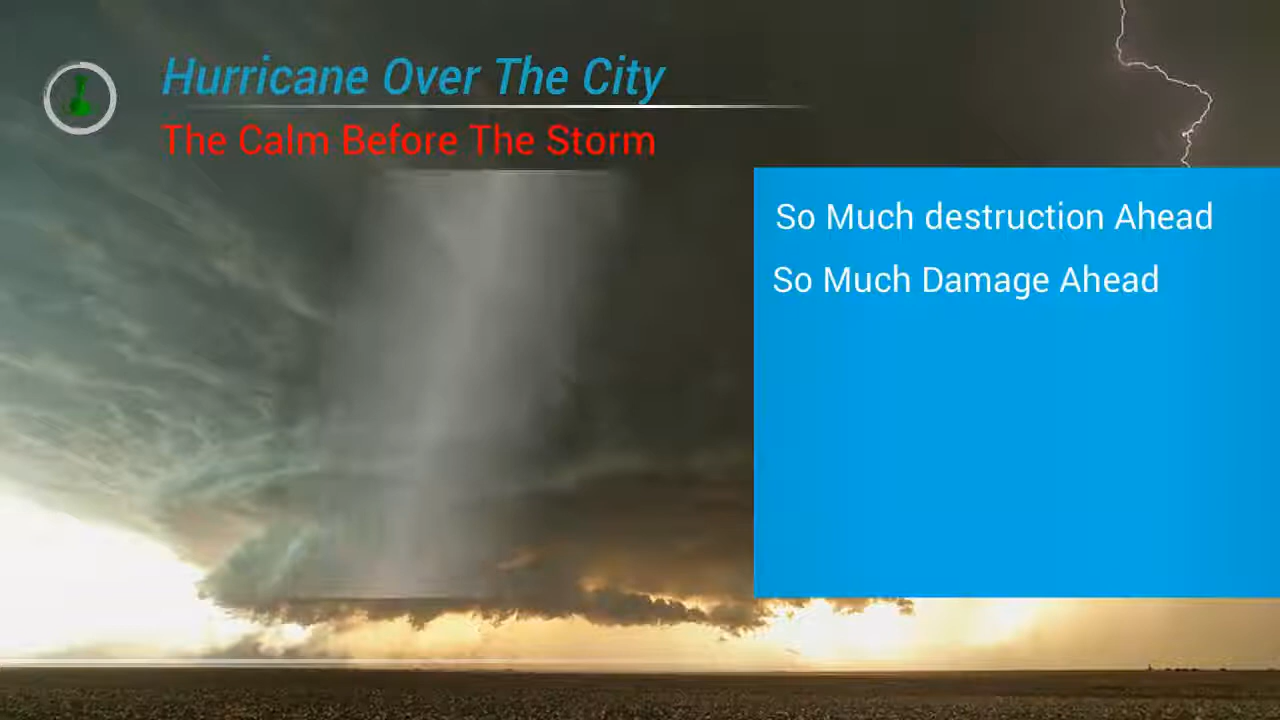 Hurricane Over The City
The Calm Before The Storm
So Much destruction Ahead
So Much Damage Ahead